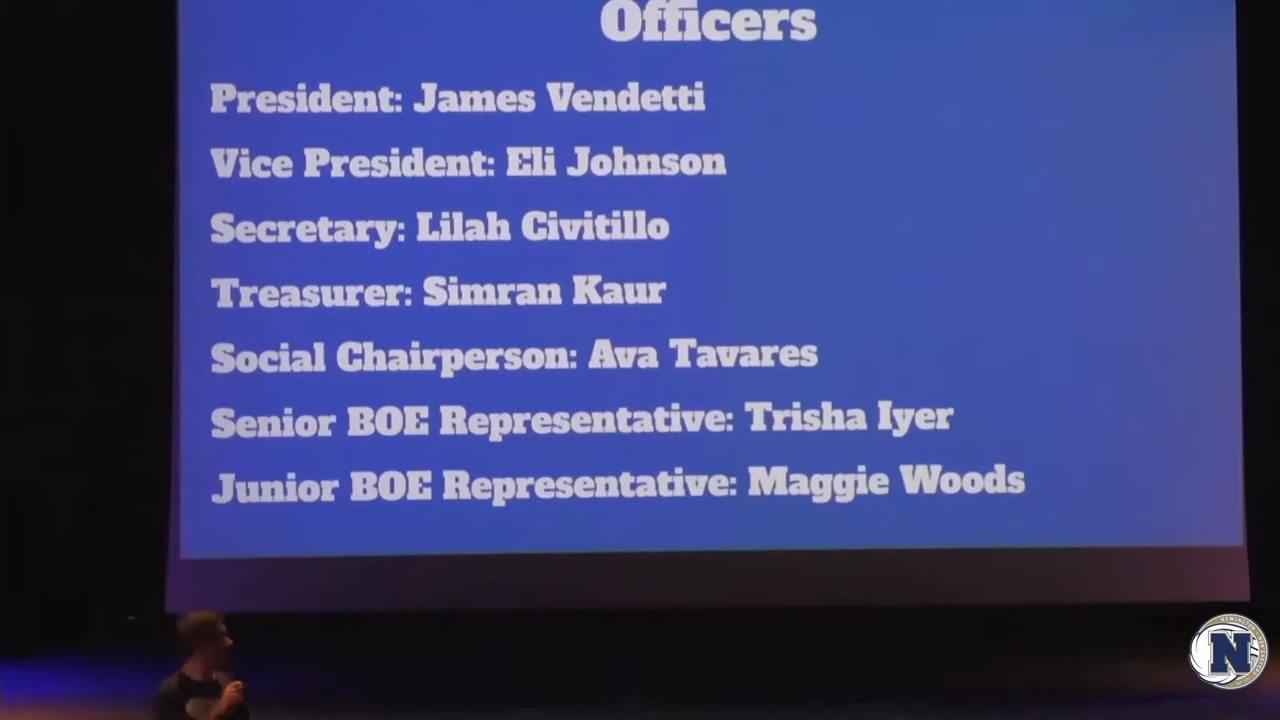 Officers
President: James Vendetti
Vice President: Eli Johnson
Secretary: Lilah Civitillo
Treasurer: Simran Kaur
Social Chairperson: Ava Tavares
Senior BOE Representative: Trisha Iyer
Junior BOE Representative: Maggie Woods
N